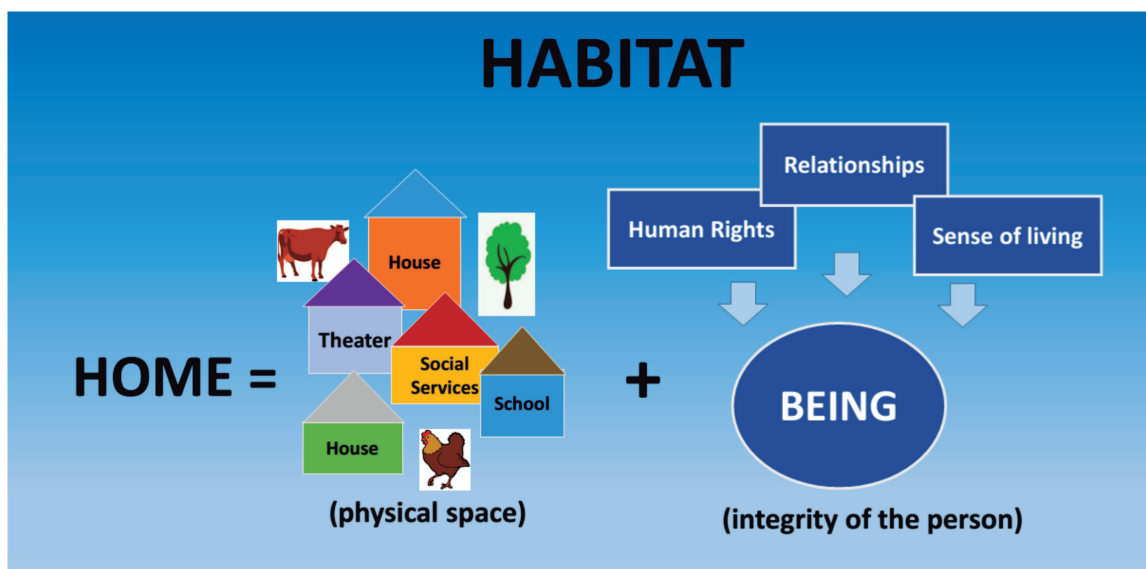 HABITAT
HOME =
House
Theater
Social
Services
School
House
(physical space)
+
Relationships
Human Rights
Sense of living
BEING
(integrity of the person)